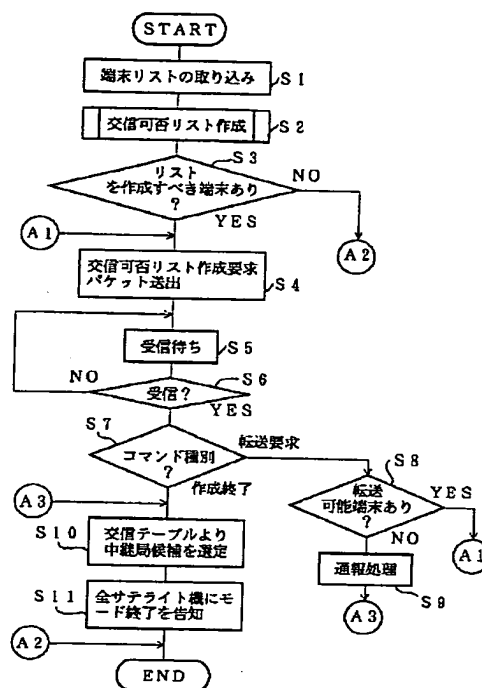 START
端末リストの取り込み
S1
交信可否リスト作成
S2
S3
リスト
を作成すべき端末あり
?
NO
YES
A1
A2
交信可否リスト作成要求
パケット送出
S4
受信待ち
S5
S6
NO
受信?
YES
S7
コマンド種別
?
転送要求
作成終了
S8
転送
可能端末あり
?
YES
NO
A1
A3
S10
交信テーブルより
中継局候補を選定
通報処理
S9
A3
S11
全サテライト機にモ
ード終了を告知
A2
END